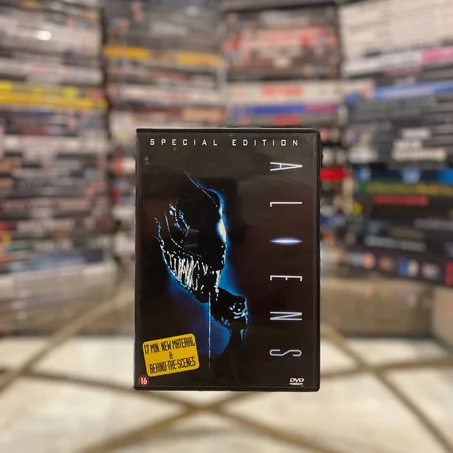 SPECIAL EDITION
ALIENS
17 MIN. NEW MATERIAL
&
BEHIND-THE-SCENES
16
DVD